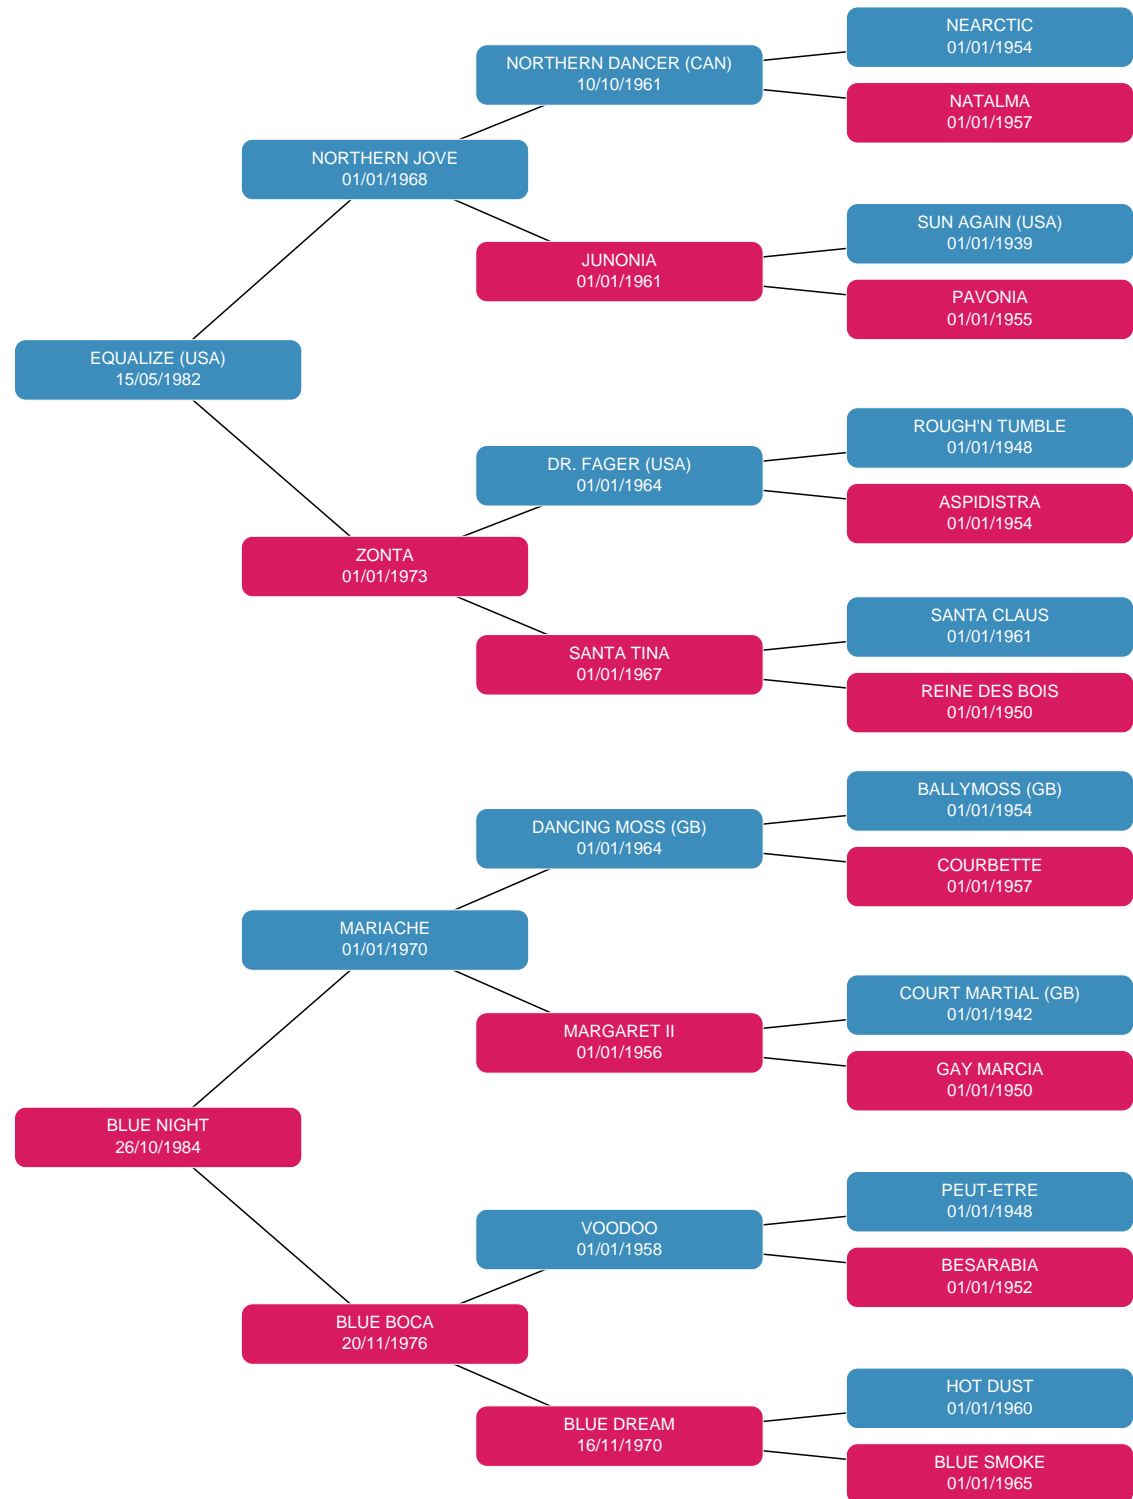 NEARCTIC
01/01/1954
NORTHERN DANCER (CAN)
10/10/1961
NATALMA
01/01/1957
NORTHERN JOVE
01/01/1968
SUN AGAIN (USA)
01/01/1939
JUNONIA
01/01/1961
PAVONIA
01/01/1955
EQUALIZE (USA)
15/05/1982
ROUGH'N TUMBLE
01/01/1948
DR. FAGER (USA)
01/01/1964
ASPIDISTRA
01/01/1954
ZONTA
01/01/1973
SANTA CLAUS
01/01/1961
SANTA TINA
01/01/1967
REINE DES BOIS
01/01/1950
BALLYMOSS (GB)
01/01/1954
DANCING MOSS (GB)
01/01/1964
COURBETTE
01/01/1957
MARIACHE
01/01/1970
COURT MARTIAL (GB)
01/01/1942
MARGARET II
01/01/1956
GAY MARCIA
01/01/1950
BLUE NIGHT
26/10/1984
PEUT-ETRE
01/01/1948
VOODOO
01/01/1958
BESARABIA
01/01/1952
BLUE BOCA
20/11/1976
HOT DUST
01/01/1960
BLUE DREAM
16/11/1970
BLUE SMOKE
01/01/1965